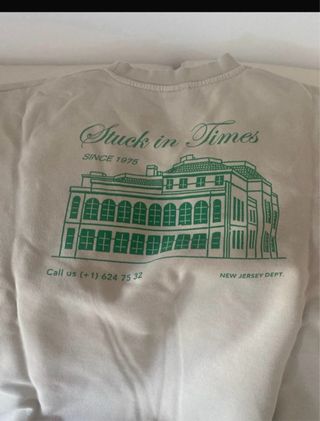 Stuck in Times
SINCE 1975
Call us (+1) 624 75 32
NEW JERSEY DEPT.